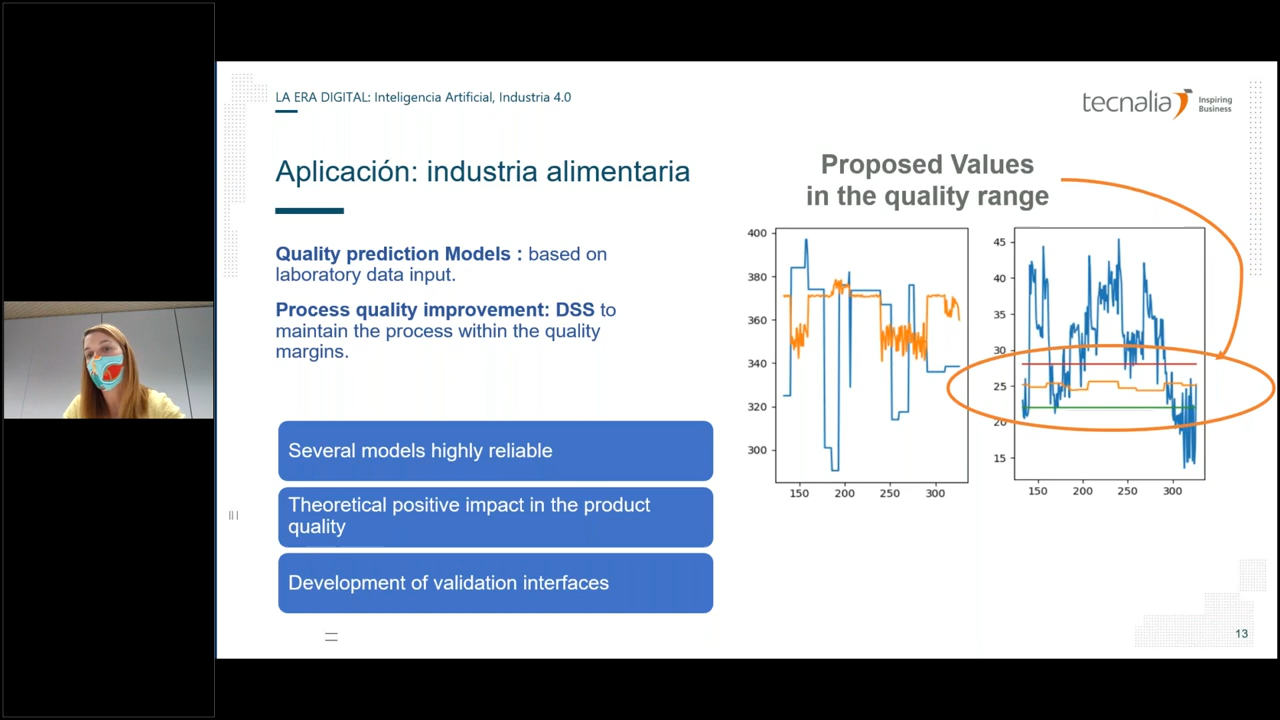 LA ERA DIGITAL: Inteligencia Artificial, Industria 4.0
tecnalia Inspiring
Business
Aplicación: industria alimentaria
Proposed Values
in the quality range
Quality prediction Models : based on
laboratory data input.
Process quality improvement: DSS to
maintain the process within the quality
margins.
Several models highly reliable
Theoretical positive impact in the product
quality
Development of validation interfaces
400
380
360
340
320
300
150 200 250 300
45
40
35
30
25
20
15
150 200 250 300
13